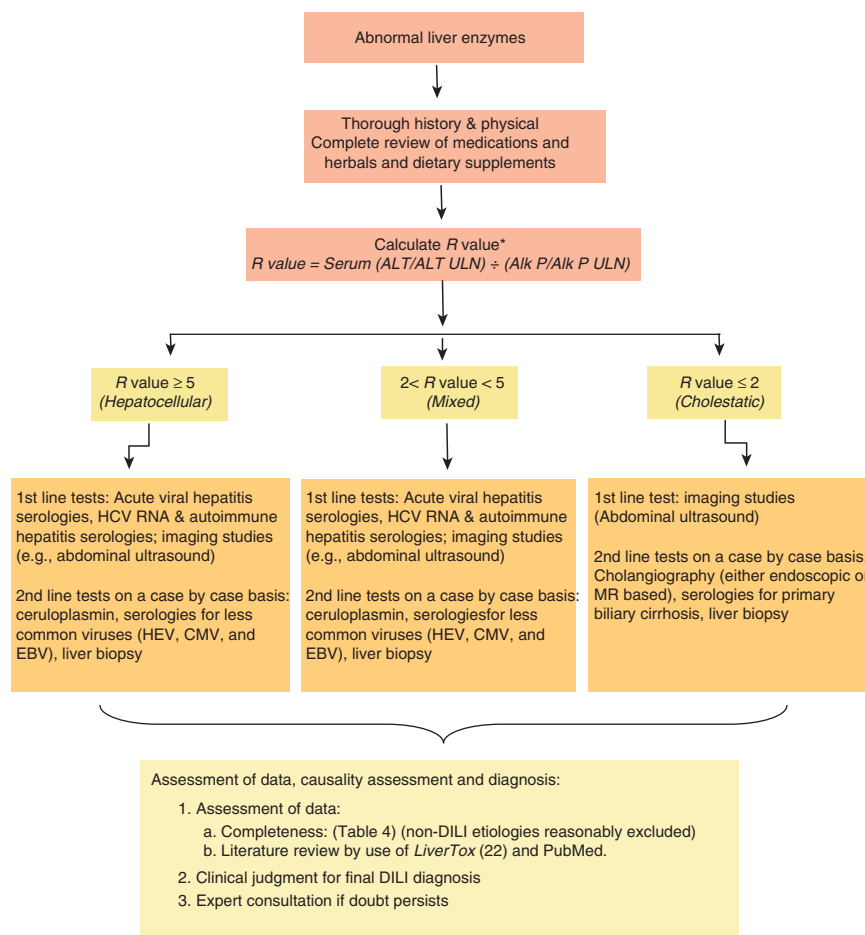 Abnormal liver enzymes
Thorough history & physical
Complete review of medications and
herbals and dietary supplements
Calculate R value*
R value = Serum (ALT/ALT ULN) ÷ (Alk P/Alk P ULN)
R value ≥ 5
(Hepatocellular)
2< R value < 5
(Mixed)
R value ≤ 2
(Cholestatic)
1st line tests: Acute viral hepatitis
serologies, HCV RNA & autoimmune
hepatitis serologies; imaging studies
(e.g., abdominal ultrasound)
2nd line tests on a case by case basis:
ceruloplasmin, serologies for less
common viruses (HEV, CMV, and
EBV), liver biopsy
1st line tests: Acute viral hepatitis
serologies, HCV RNA & autoimmune
hepatitis serologies; imaging studies
(e.g., abdominal ultrasound)
2nd line tests on a case by case basis:
ceruloplasmin, serologiesfor less
common viruses (HEV, CMV, and
EBV), liver biopsy
1st line test: imaging studies
(Abdominal ultrasound)
2nd line tests on a case by case basis
Cholangiography (either endoscopic o
MR based), serologies for primary
biliary cirrhosis, liver biopsy
Assessment of data, causality assessment and diagnosis:
1. Assessment of data:
a. Completeness: (Table 4) (non-DILI etiologies reasonably excluded)
b. Literature review by use of LiverTox (22) and PubMed.
2. Clinical judgment for final DILI diagnosis
3. Expert consultation if doubt persists